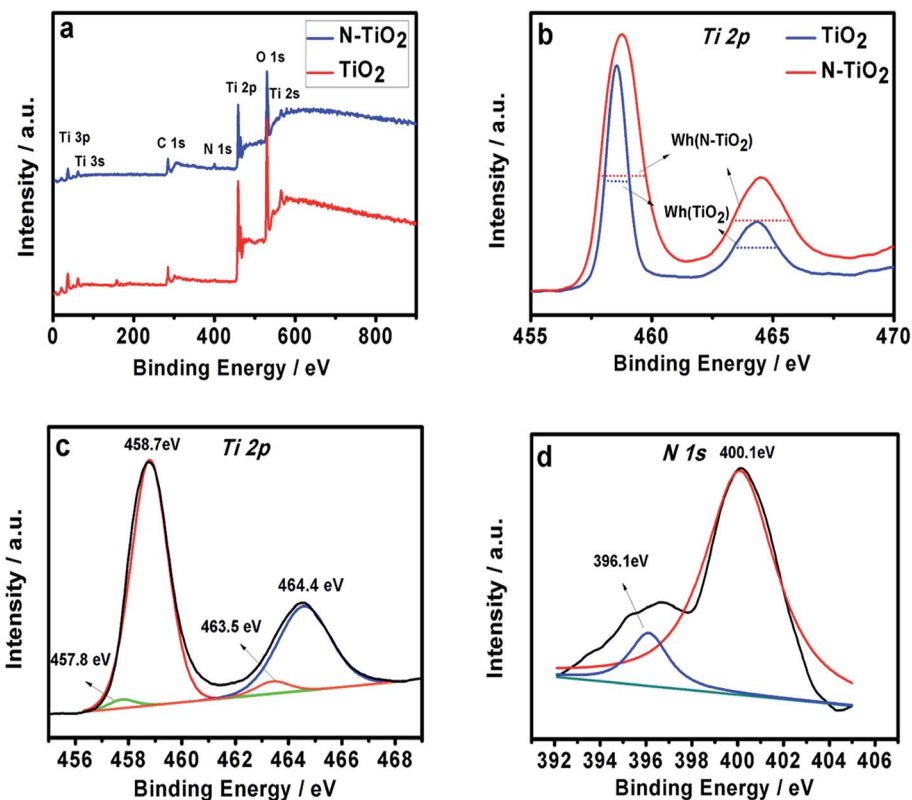 a
N-TiO₂
TiO₂
O 1s
Ti 2p
Ti 2s
Ti 3p
Ti 3s
C 1s
N 1s
Intensity / a.u.
0 200 400 600 800
Binding Energy / eV
b
Ti 2p
TiO₂
N-TiO₂
Wh(N-TiO₂)
Wh(TiO₂)
Intensity / a.u.
455 460 465 470
Binding Energy / eV
c
458.7eV
Ti 2p
464.4 eV
463.5 eV
457.8 eV
Intensity / a.u.
456 458 460 462 464 466 468
Binding Energy / eV
d
N 1s
400.1eV
396.1eV
Intensity / a.u.
392 394 396 398 400 402 404 406
Binding Energy / eV